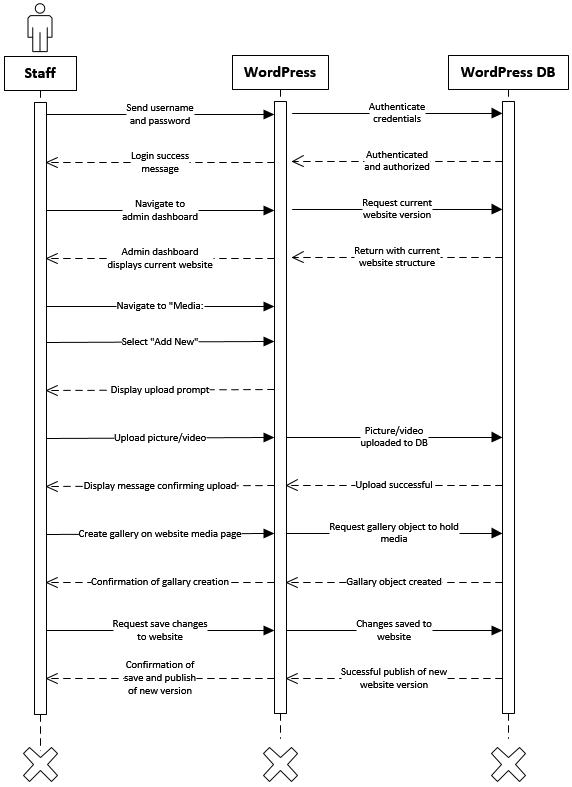 Staff
WordPress
WordPress DB
Send username
and password
Authenticate
credentials
Login success
message
Authenticated
and authorized
Navigate to
admin dashboard
Request current
website version
Admin dashboard
displays current website
Return with current
website structure
Navigate to "Media:
Select "Add New"
Display upload prompt
Upload picture/video
Picture/video
uploaded to DB
Display message confirming upload
Upload successful
Create gallery on website media page
Request gallery object to hold
media
Confirmation of gallary creation
Gallary object created
Request save changes
to website
Changes saved to
website
Confirmation of
save and publish
of new version
Sucessful publish of new
website version